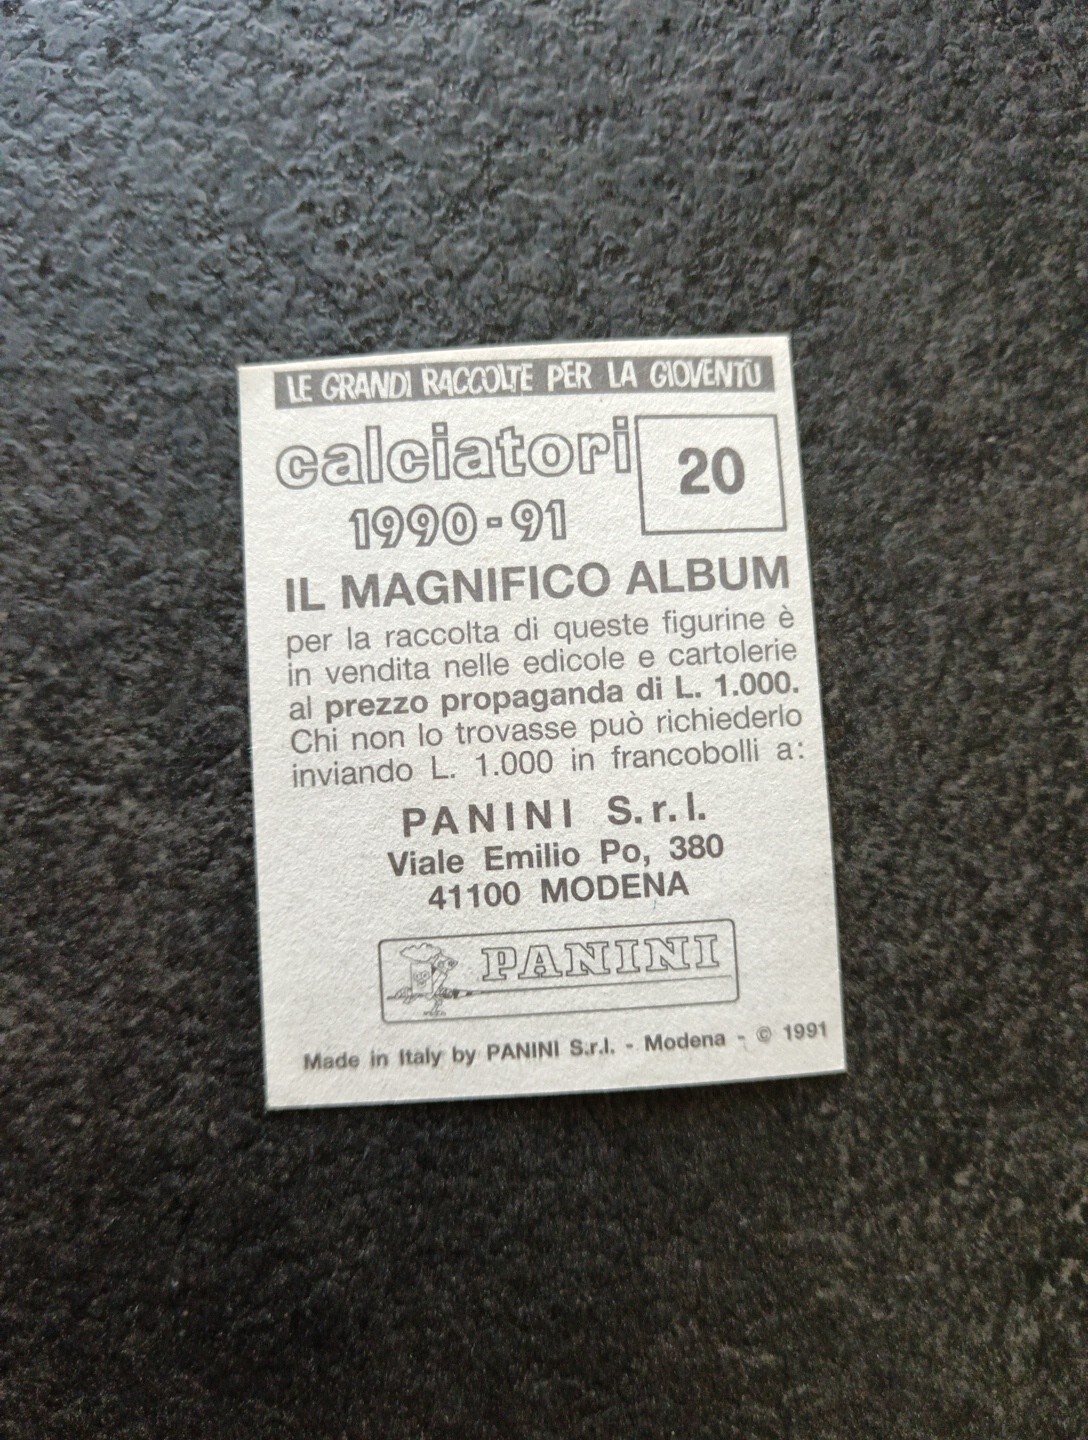 LE GRANDI RACCOLTE PER LA GIOVENTÙ
calciatori
20
1990-91
IL MAGNIFICO ALBUM
per la raccolta di queste figurine è
in vendita nelle edicole e cartolerie
al prezzo propaganda di L. 1.000.
Chi non lo trovasse può richiederlo
inviando L. 1.000 in francobolli a:
PANINI S.r.l.
Viale Emilio Po, 380
41100 MODENA
PANINI
Made in Italy by PANINI S.r.l. - Modena - © 1991